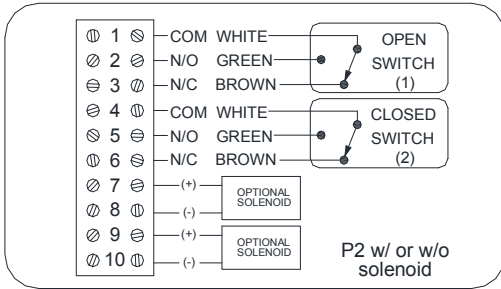 1 COM WHITE OPEN
2 N/O GREEN SWITCH
3 N/C BROWN (1)
4 COM WHITE CLOSED
5 N/O GREEN SWITCH
6 N/C BROWN (2)
7 (+) OPTIONAL
8 (-) SOLENOID
9 (+) OPTIONAL
10 (-) SOLENOID
P2 w/ or w/o
solenoid